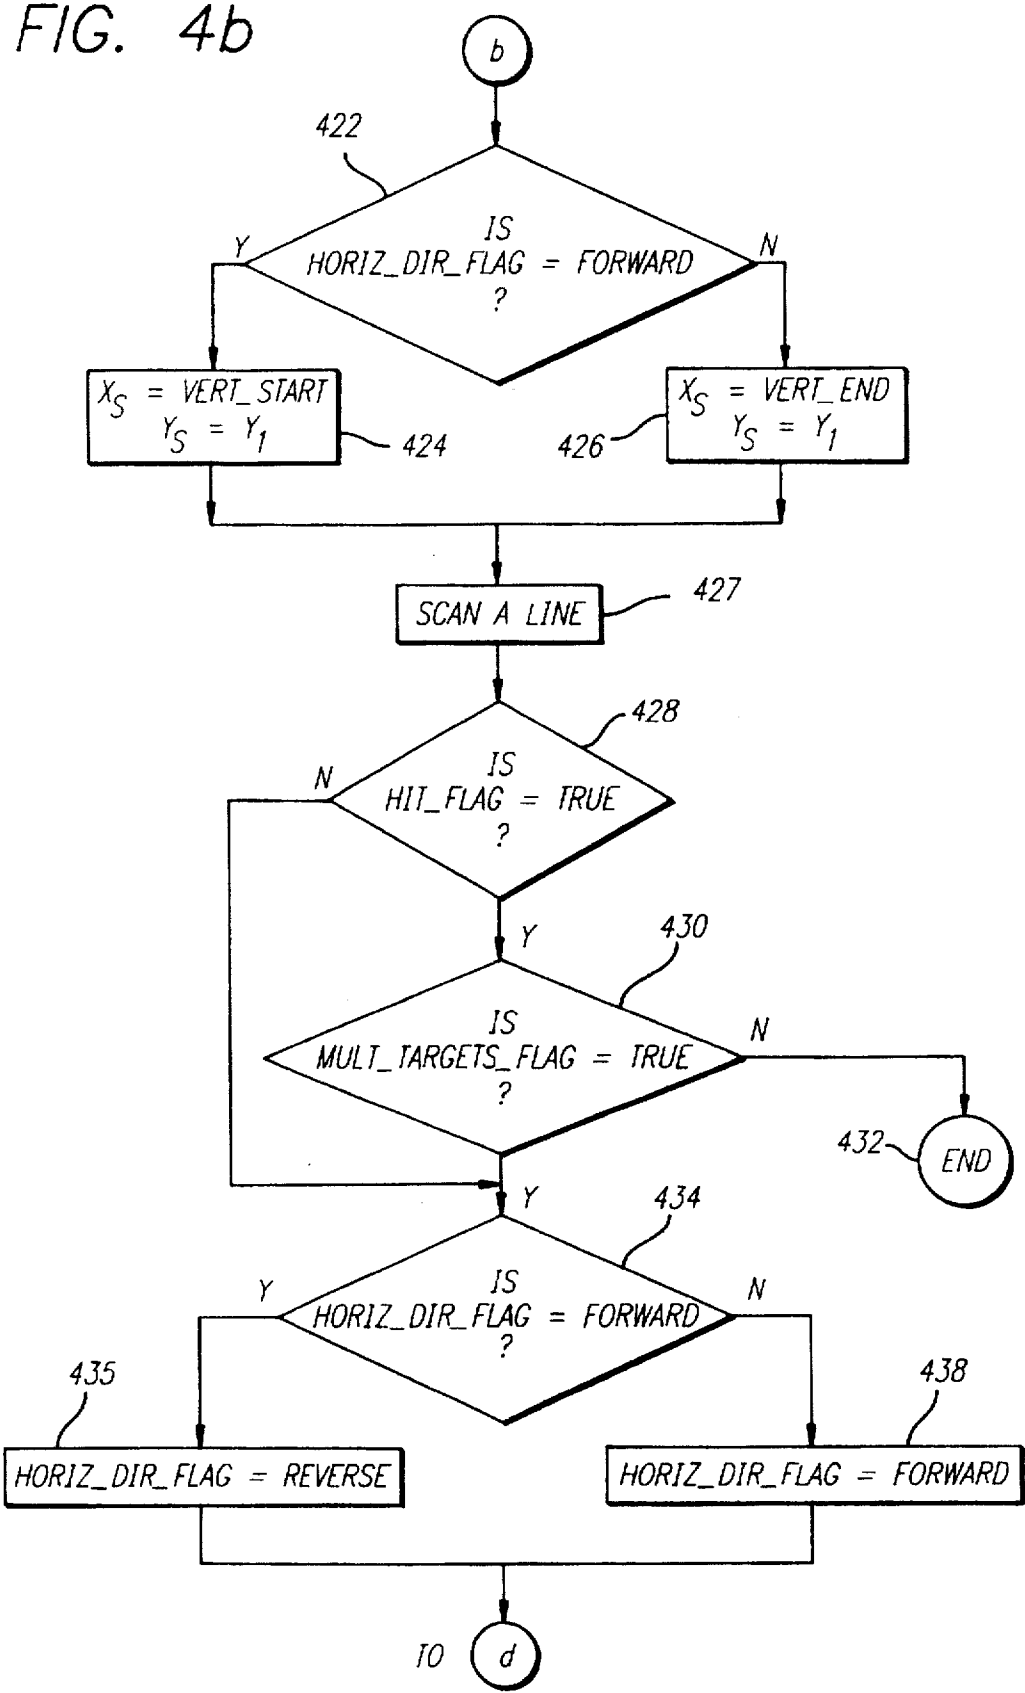 FIG. 4b
b
422
IS
HORIZ_DIR_FLAG = FORWARD
?
Y
N
X_S = VERT_START
Y_S = Y_1
424
X_S = VERT_END
Y_S = Y_1
426
SCAN A LINE
427
428
IS
HIT_FLAG = TRUE
?
N
Y
430
IS
MULT_TARGETS_FLAG = TRUE
?
N
432
END
Y
434
IS
HORIZ_DIR_FLAG = FORWARD
?
Y
N
435
HORIZ_DIR_FLAG = REVERSE
438
HORIZ_DIR_FLAG = FORWARD
TO d